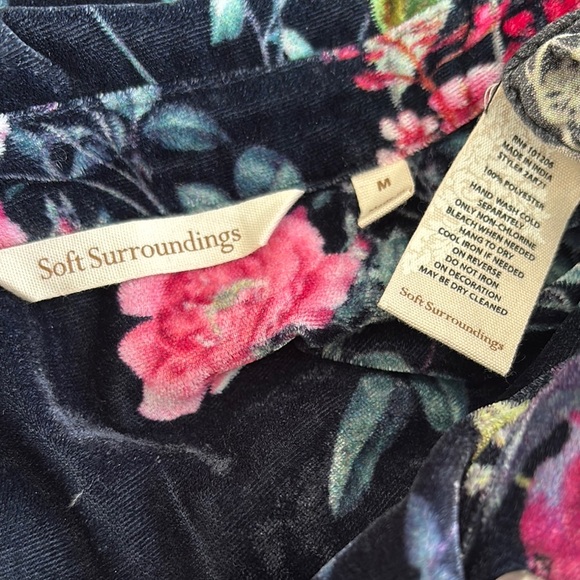 Soft Surroundings
M
RN# 101206
MADE IN INDIA
STYLE# 2AR71
100% POLYESTER
HAND WASH COLD
SEPARATELY
ONLY NON-CHLORINE
BLEACH WHEN NEEDED
HANG TO DRY
COOL IRON IF NEEDED
ON REVERSE
DO NOT IRON
ON DECORATION
MAY BE DRY CLEANED
Soft Surroundings